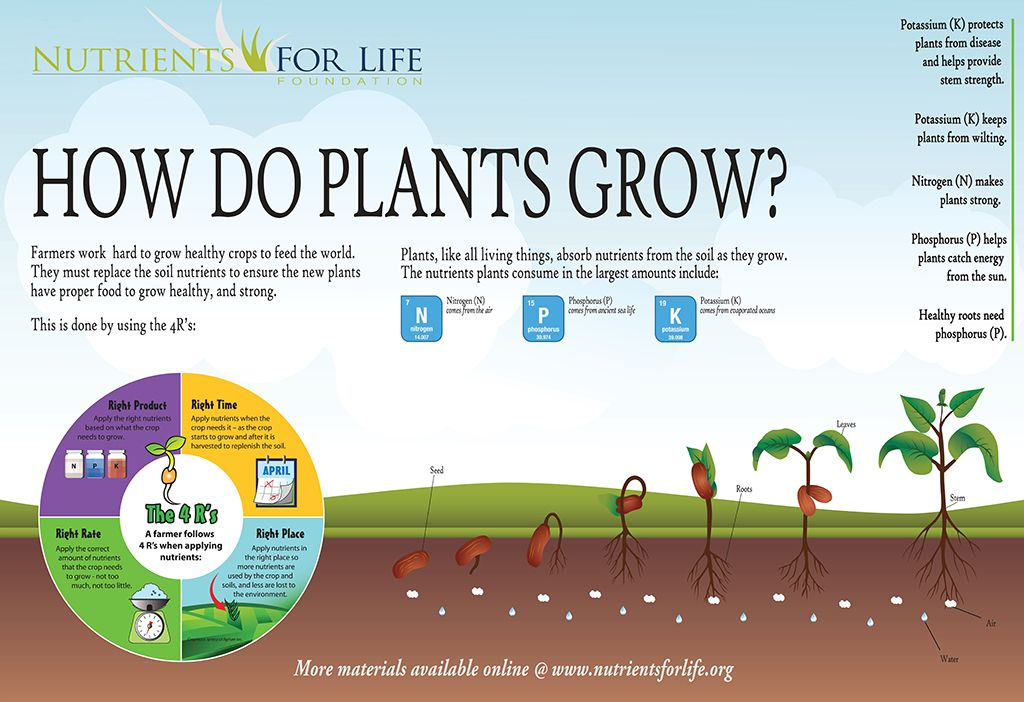 NUTRIENTS FOR LIFE
FOUNDATION
HOW DO PLANTS GROW?
Farmers work hard to grow healthy crops to feed the world.
They must replace the soil nutrients to ensure the new plants
have proper food to grow healthy, and strong.
This is done by using the 4R's:
Plants, like all living things, absorb nutrients from the soil as they grow.
The nutrients plants consume in the largest amounts include:
7
N
nitrogen
14.007
Nitrogen (N)
comes from the air
15
P
phosphorus
30.974
Phosphorus (P)
comes from ancient sea life
19
K
potassium
39.098
Potassium (K)
comes from evaporated oceans
Potassium (K) protects
plants from disease
and helps provide
stem strength.
Potassium (K) keeps
plants from wilting.
Nitrogen (N) makes
plants strong.
Phosphorus (P) helps
plants catch energy
from the sun.
Healthy roots need
phosphorus (P).
Right Product
Apply the right nutrients
based on what the crop
needs to grow.
N P K
Right Time
Apply nutrients when the
crop needs it – as the crop
starts to grow and after it is
harvested to replenish the soil.
APRIL
The 4 R's
A farmer follows
4 R's when applying
nutrients:
Right Rate
Apply the correct
amount of nutrients
that the crop needs
to grow - not too
much, not too little.
Right Place
Apply nutrients in
the right place so
more nutrients are
used by the crop and
soils, and less are lost to
the environment.
Seed
Roots
Leaves
Stem
Air
Water
More materials available online @ www.nutrientsforlife.org